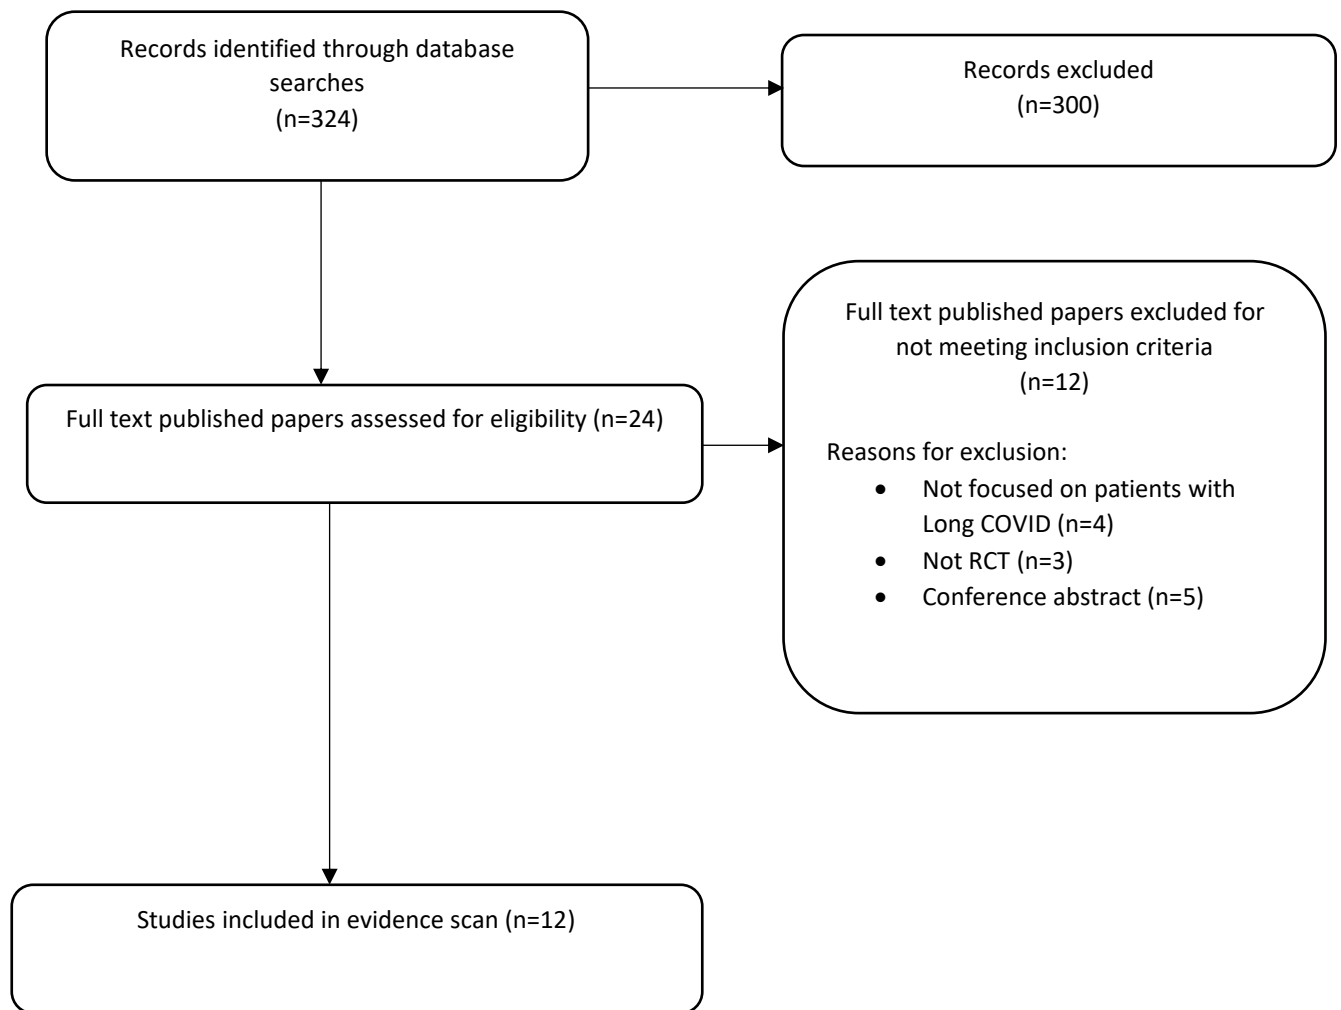 Records identified through database
searches
(n=324)
Records excluded
(n=300)
Full text published papers assessed for eligibility (n=24)
Full text published papers excluded for
not meeting inclusion criteria
(n=12)
Reasons for exclusion:
• Not focused on patients with
Long COVID (n=4)
• Not RCT (n=3)
• Conference abstract (n=5)
Studies included in evidence scan (n=12)